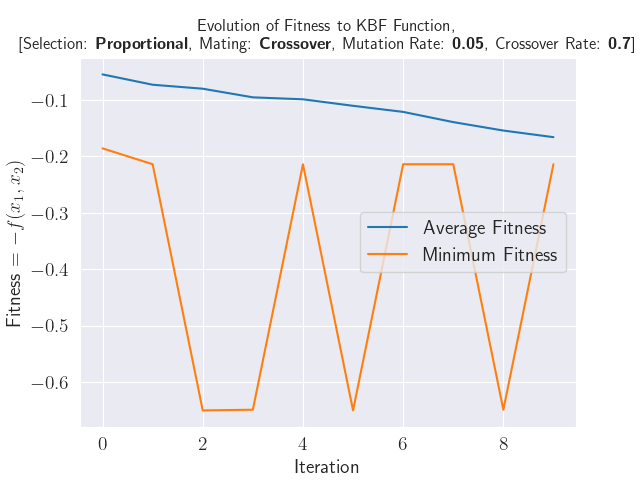 Evolution of Fitness to KBF Function,
[Selection: Proportional, Mating: Crossover, Mutation Rate: 0.05, Crossover Rate: 0.7]
Fitness = −f(x₁, x₂)
−0.1
−0.2
−0.3
−0.4
−0.5
−0.6
Average Fitness
Minimum Fitness
0 2 4 6 8
Iteration